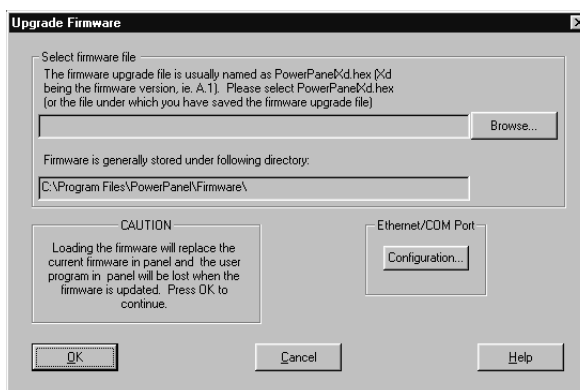 Upgrade Firmware
Select firmware file
The firmware upgrade file is usually named as PowerPanelXd.hex (Xd
being the firmware version, ie. A.1). Please select PowerPanelXd.hex
(or the file under which you have saved the firmware upgrade file)
Browse...
Firmware is generally stored under following directory:
C:\Program Files\PowerPanel\Firmware\
CAUTION
Loading the firmware will replace the
current firmware in panel and the user
program in panel will be lost when the
firmware is updated. Press OK to
continue.
Ethernet/COM Port
Configuration...
OK
Cancel
Help